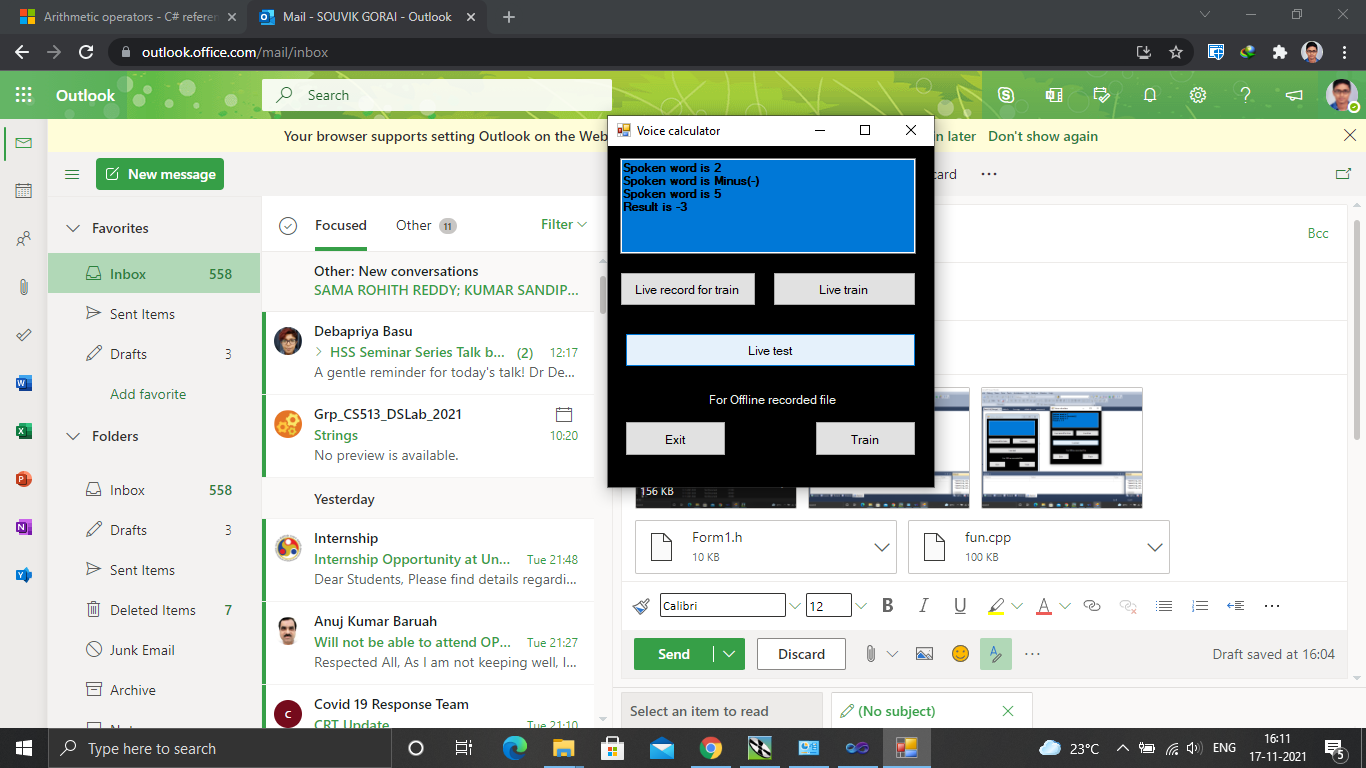 Arithmetic operators - C# referen
Mail - SOUVIK GORAI - Outlook
outlook.office.com/mail/inbox
Outlook
Search
Your browser supports setting Outlook on the Web
n later Don't show again
New message
ard
Favorites
Inbox 558
Sent Items
Drafts 3
Add favorite
Folders
Inbox 558
Drafts 3
Sent Items
Deleted Items 7
Junk Email
Archive
Focused Other 11 Filter
Other: New conversations
SAMA ROHITH REDDY; KUMAR SANDIP...
Debapriya Basu
HSS Seminar Series Talk b... (2) 12:17
A gentle reminder for today's talk! Dr De...
Grp_CS513_DSLab_2021
Strings 10:20
No preview is available.
Yesterday
Internship
Internship Opportunity at Un... Tue 21:48
Dear Students, Please find details regardi...
Anuj Kumar Baruah
Will not be able to attend OP... Tue 21:27
Respected All, As I am not keeping well, I...
Covid 19 Response Team
C
CRT Update Tue 21:10
Voice calculator
Spoken word is 2
Spoken word is Minus(-)
Spoken word is 5
Result is -3
Live record for train Live train
Live test
For Offline recorded file
Exit Train
Bcc
156 KB
Form1.h
10 KB
fun.cpp
100 KB
Calibri 12 B I U A
Send Discard
Draft saved at 16:04
Select an item to read
(No subject)
Type here to search
23°C
ENG
16:11
17-11-2021
5